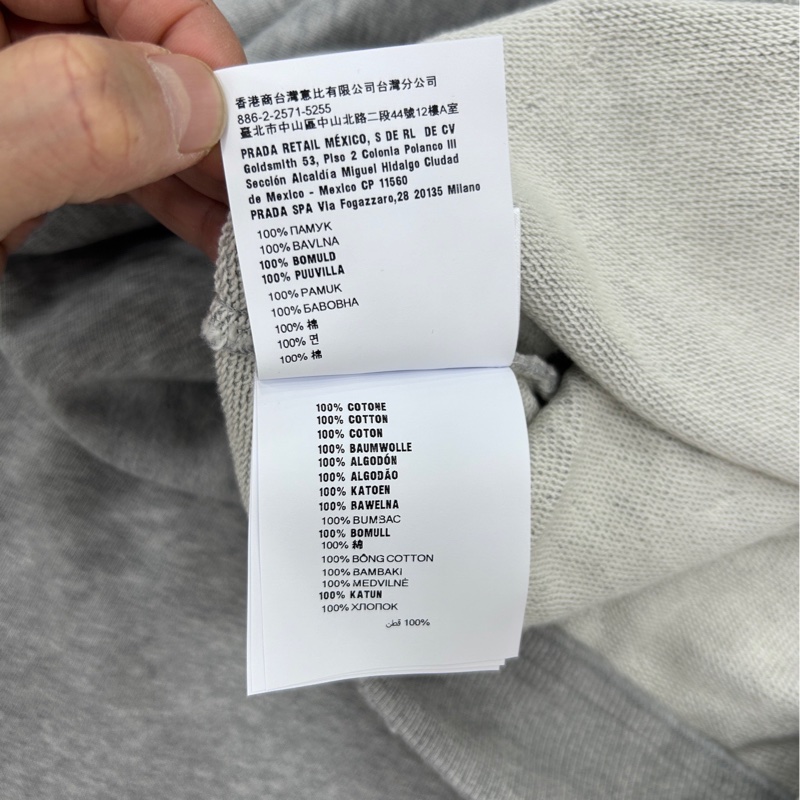 香港商台灣意比有限公司台灣分公司
886-2-2571-5255
臺北市中山區中山北路二段44號12樓A室
PRADA RETAIL MÉXICO, S DE RL DE CV
Goldsmith 53, Piso 2 Colonia Polanco III
Sección Alcaldía Miguel Hidalgo Ciudad
de Mexico - Mexico CP 11560
PRADA SPA Via Fogazzaro,28 20135 Milano
100% ПАМУК
100% BAVLNA
100% BOMULD
100% PUUVILLA
100% PAMUK
100% БАВОВНА
100% 棉
100% 면
100% 棉
100% COTONE
100% COTTON
100% COTON
100% BAUMWOLLE
100% ALGODÓN
100% ALGODÃO
100% KATOEN
100% BAWELNA
100% BUMBAC
100% BOMULL
100% 綿
100% BÔNG COTTON
100% BAMBAKI
100% MEDVILNĖ
100% KATUN
100% ХЛОПОК
100% قطن